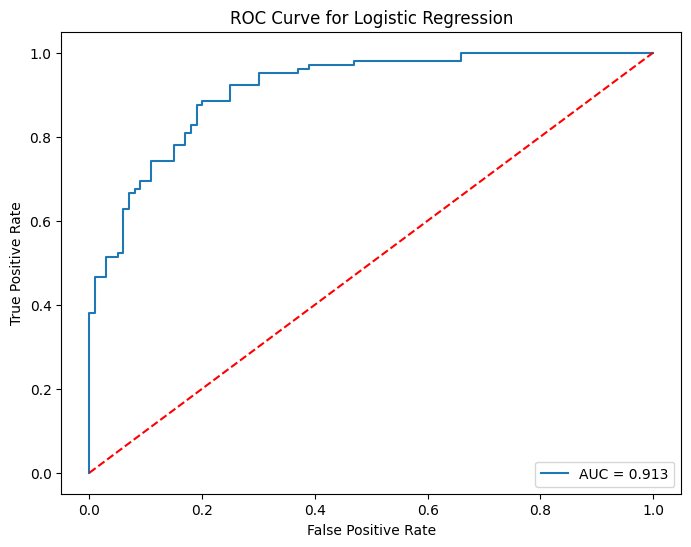 ROC Curve for Logistic Regression
True Positive Rate
1.0
0.8
0.6
0.4
0.2
0.0
0.0 0.2 0.4 0.6 0.8 1.0
False Positive Rate
AUC = 0.913